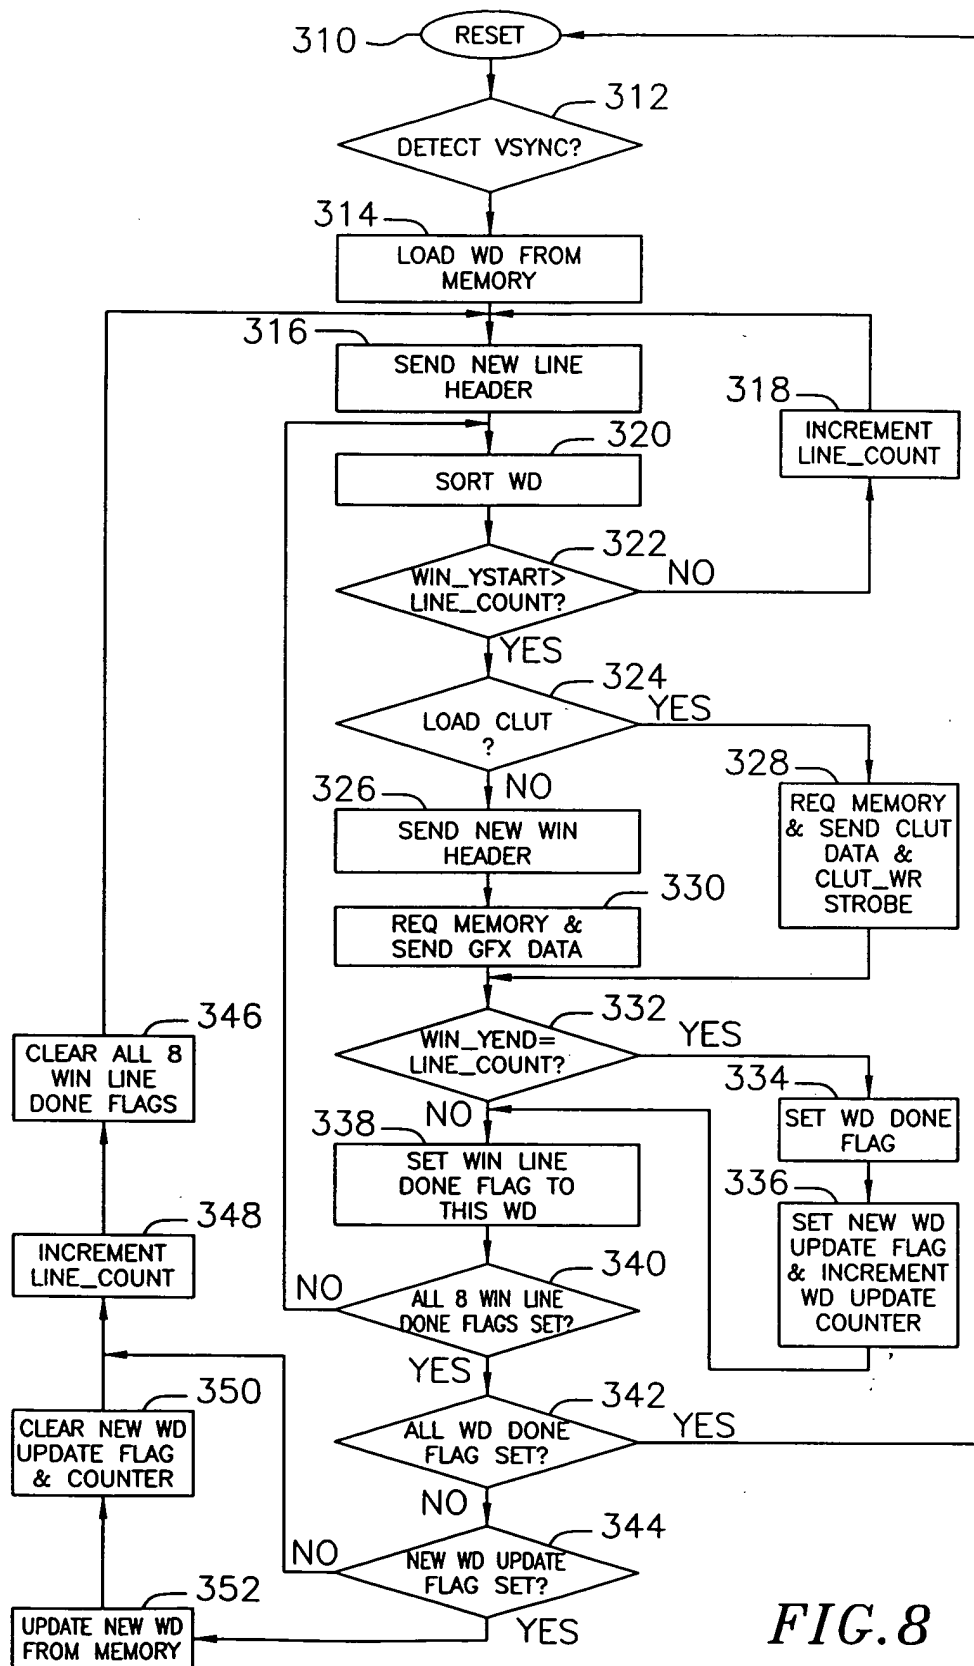 310
RESET
312
DETECT VSYNC?
314
LOAD WD FROM
MEMORY
316
SEND NEW LINE
HEADER
318
INCREMENT
LINE_COUNT
320
SORT WD
322
WIN_YSTART>
LINE_COUNT?
NO
YES
324
LOAD CLUT
?
YES
NO
326
SEND NEW WIN
HEADER
328
REQ MEMORY
& SEND CLUT
DATA &
CLUT_WR
STROBE
330
REQ MEMORY &
SEND GFX DATA
332
WIN_YEND=
LINE_COUNT?
YES
NO
334
SET WD DONE
FLAG
336
SET NEW WD
UPDATE FLAG
& INCREMENT
WD UPDATE
COUNTER
338
SET WIN LINE
DONE FLAG TO
THIS WD
340
ALL 8 WIN LINE
DONE FLAGS SET?
NO
YES
342
ALL WD DONE
FLAG SET?
YES
NO
344
NEW WD UPDATE
FLAG SET?
NO
YES
346
CLEAR ALL 8
WIN LINE
DONE FLAGS
348
INCREMENT
LINE_COUNT
350
CLEAR NEW WD
UPDATE FLAG
& COUNTER
352
UPDATE NEW WD
FROM MEMORY
FIG.8